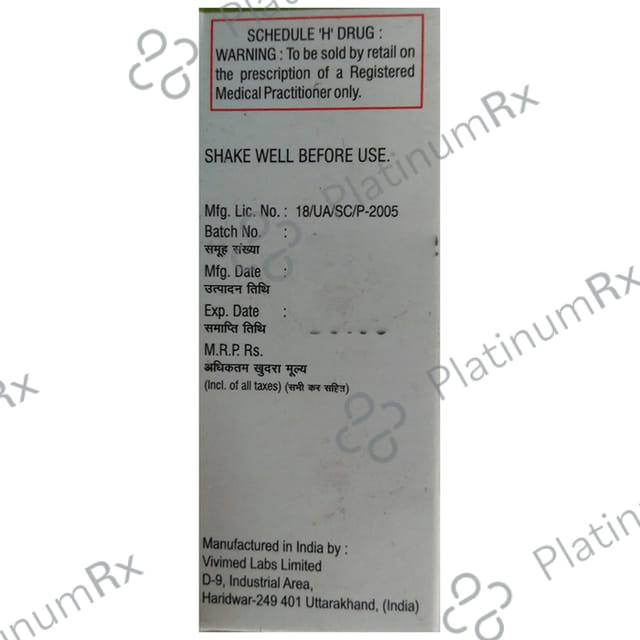 SCHEDULE 'H' DRUG :
WARNING : To be sold by retail on
the prescription of a Registered
Medical Practitioner only.
SHAKE WELL BEFORE USE.
Mfg. Lic. No. : 18/UA/SC/P-2005
Batch No. :
समूह संख्या
Mfg. Date :
उत्पादन तिथि
Exp. Date :
समाप्ति तिथि
M.R.P. Rs.
अधिकतम खुदरा मूल्य
(Incl. of all taxes) (सभी कर सहित)
Manufactured in India by :
Vivimed Labs Limited
D-9, Industrial Area,
Haridwar-249 401 Uttarakhand, (India)
PlatinumRx
PlatinumRx
PlatinumRx
PlatinumRx
PlatinumRx
Rx